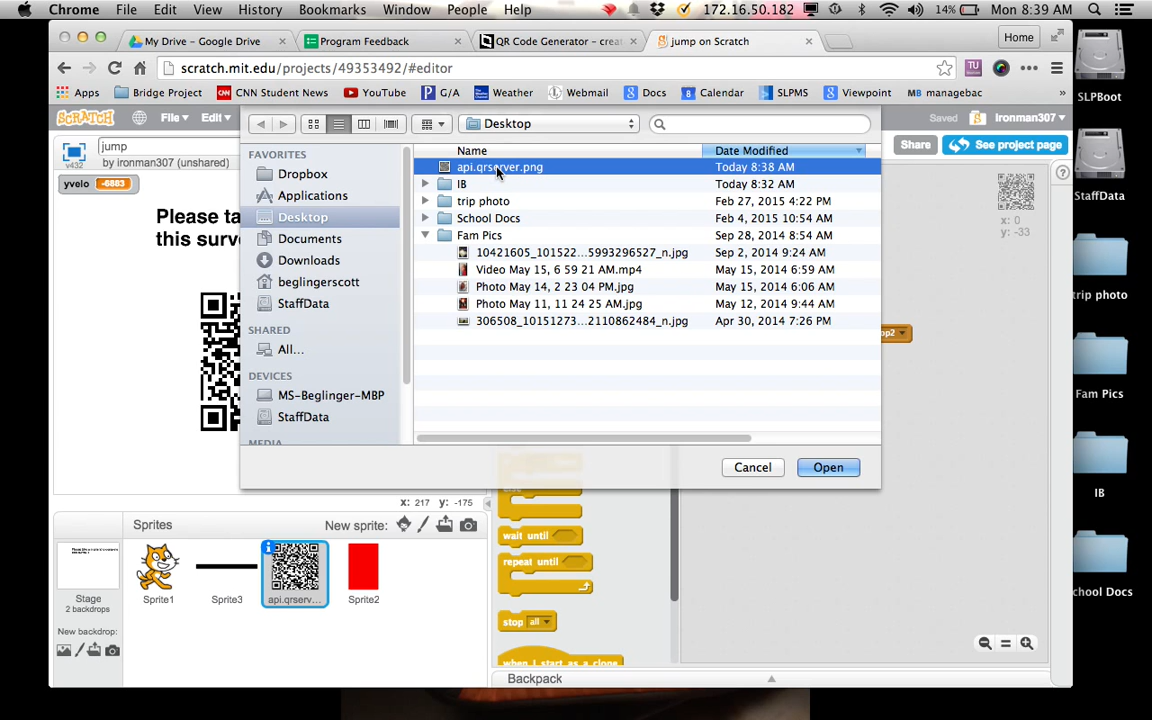 Chrome File Edit View History Bookmarks Window People Help 172.16.50.182 14% Mon 8:39 AM
My Drive - Google Drive × Program Feedback × QR Code Generator – creat × jump on Scratch × Home
scratch.mit.edu/projects/49353492/#editor
Apps Bridge Project CNN Student News YouTube G/A Weather Webmail Docs Calendar SLPMS Viewpoint MB managebac
SCRATCH File▾ Edit▾ Saved Ironman307▾
Desktop
jump
v432 by ironman307 (unshared)
Share See project page
FAVORITES
Dropbox
Applications
Desktop
Documents
Downloads
beglingerscott
StaffData
SHARED
All...
DEVICES
MS-Beglinger-MBP
StaffData
Name Date Modified
api.qrserver.png Today 8:38 AM
IB Today 8:32 AM
trip photo Feb 27, 2015 4:22 PM
School Docs Feb 4, 2015 10:54 AM
Fam Pics Sep 28, 2014 8:54 AM
10421605_101522...5993296527_n.jpg Sep 2, 2014 9:24 AM
Video May 15, 6 59 21 AM.mp4 May 15, 2014 6:59 AM
Photo May 14, 2 23 04 PM.jpg May 15, 2014 6:06 AM
Photo May 11, 11 24 25 AM.jpg May 12, 2014 9:44 AM
306508_10151273...2110862484_n.jpg Apr 30, 2014 7:26 PM
Cancel Open
yvelo -6883
Please ta
this surv
x: 0
y: -33
x: 217 y: -175
Sprites New sprite:
Stage
2 backdrops
New backdrop:
Sprite1 Sprite3 api.qrserv... Sprite2
wait until
repeat until
stop all
when I start as a clone
Backpack
SLPBoot
StaffData
trip photo
Fam Pics
IB
chool Docs